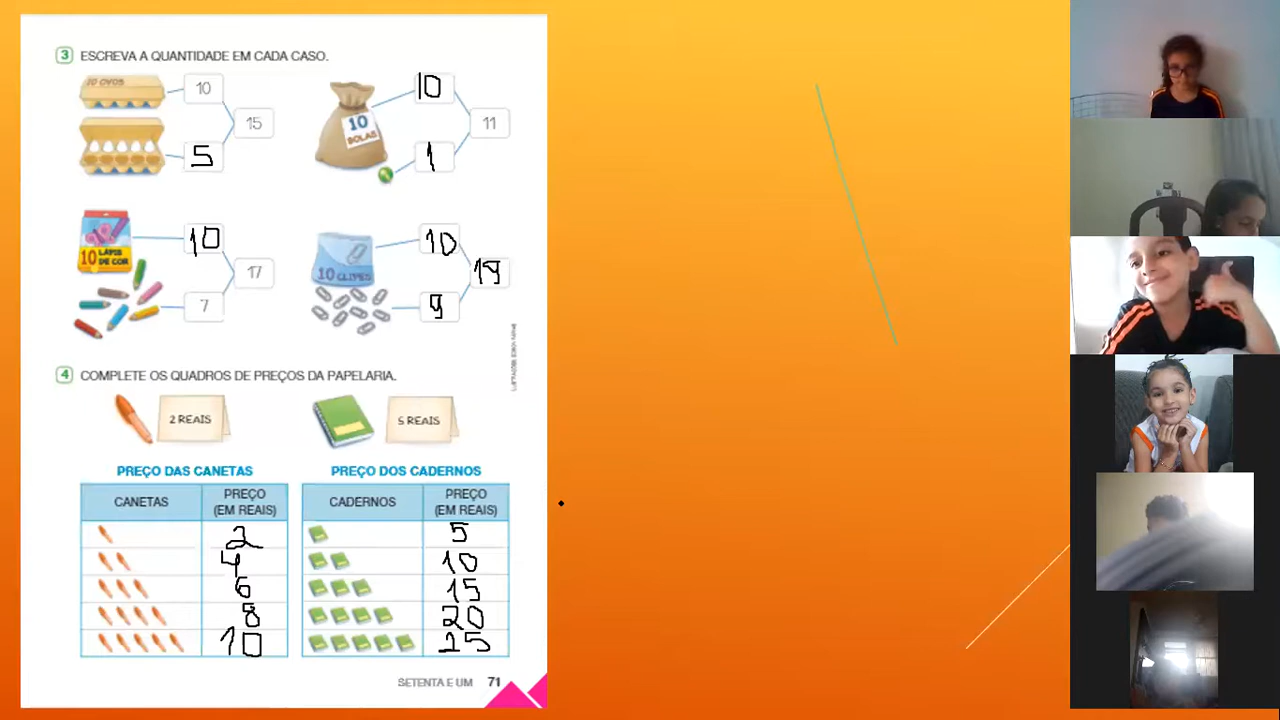 3 ESCREVA A QUANTIDADE EM CADA CASO.
10 OVOS
10
15
5
10 BOLAS
10
11
1
10 LÁPIS DE COR
10
17
7
10 CLIPES
10
19
9
4 COMPLETE OS QUADROS DE PREÇOS DA PAPELARIA.
2 REAIS
5 REAIS
PREÇO DAS CANETAS
CANETAS PREÇO (EM REAIS)
2
4
6
8
10
PREÇO DOS CADERNOS
CADERNOS PREÇO (EM REAIS)
5
10
15
20
25
SETENTA E UM 71